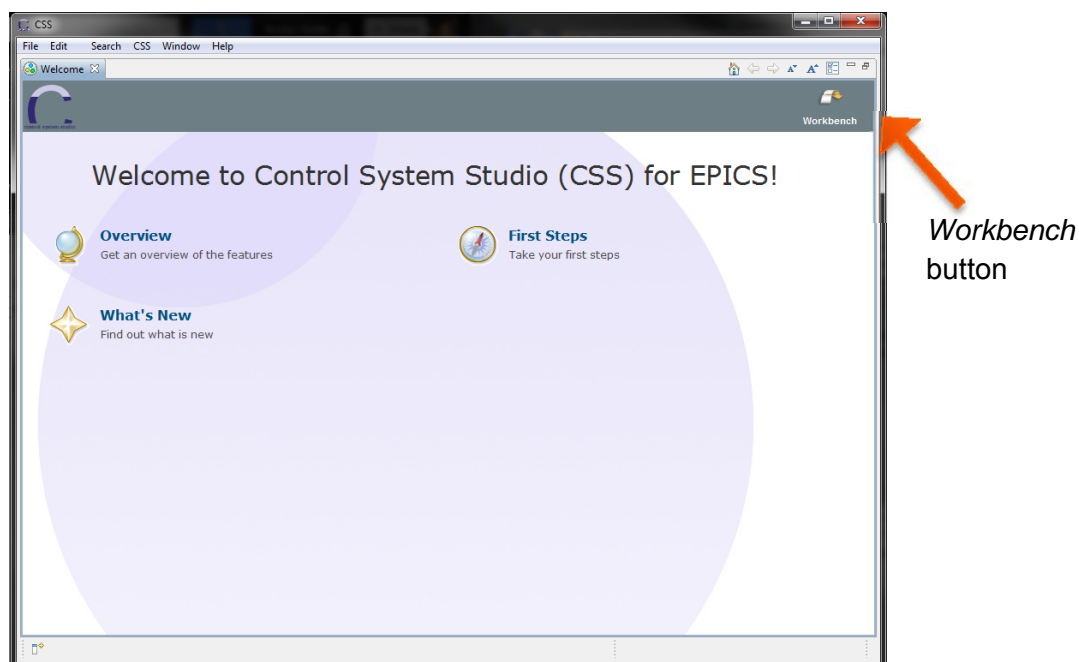 CSS
File Edit Search CSS Window Help
Welcome
Workbench
Welcome to Control System Studio (CSS) for EPICS!
Overview
Get an overview of the features
First Steps
Take your first steps
What's New
Find out what is new
Workbench
button